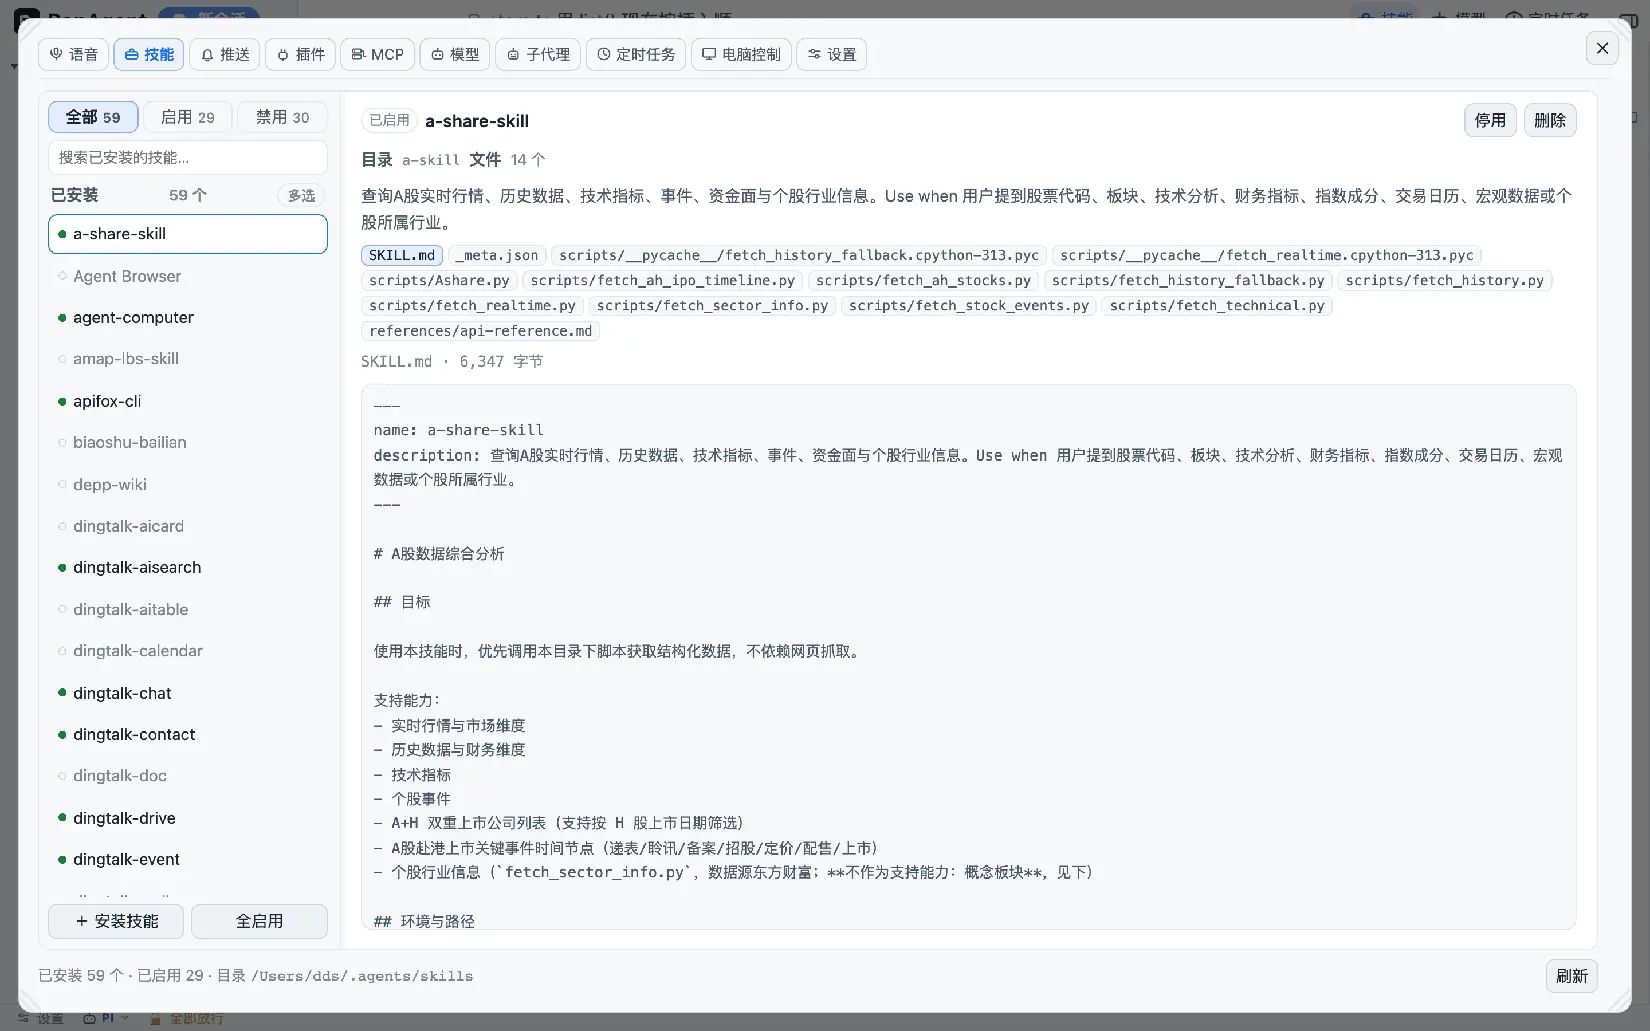 语音 技能 推送 插件 MCP 模型 子代理 定时任务 电脑控制 设置
全部 59 启用 29 禁用 30
搜索已安装的技能...
已安装 59 个 多选
a-share-skill
Agent Browser
agent-computer
amap-lbs-skill
apifox-cli
biaoshu-bailian
depp-wiki
dingtalk-aicard
dingtalk-aisearch
dingtalk-aitable
dingtalk-calendar
dingtalk-chat
dingtalk-contact
dingtalk-doc
dingtalk-drive
dingtalk-event
+ 安装技能 全启用
已启用 a-share-skill 停用 删除
目录 a-skill 文件 14 个
查询A股实时行情、历史数据、技术指标、事件、资金面与个股行业信息。Use when 用户提到股票代码、板块、技术分析、财务指标、指数成分、交易日历、宏观数据或个
股所属行业。
SKILL.md _meta.json scripts/__pycache__/fetch_history_fallback.cpython-313.pyc scripts/__pycache__/fetch_realtime.cpython-313.pyc
scripts/Ashare.py scripts/fetch_ah_ipo_timeline.py scripts/fetch_ah_stocks.py scripts/fetch_history_fallback.py scripts/fetch_history.py
scripts/fetch_realtime.py scripts/fetch_sector_info.py scripts/fetch_stock_events.py scripts/fetch_technical.py
references/api-reference.md
SKILL.md · 6,347 字节
---
name: a-share-skill
description: 查询A股实时行情、历史数据、技术指标、事件、资金面与个股行业信息。Use when 用户提到股票代码、板块、技术分析、财务指标、指数成分、交易日历、宏观
数据或个股所属行业。
---
# A股数据综合分析
## 目标
使用本技能时，优先调用本目录下脚本获取结构化数据，不依赖网页抓取。
支持能力：
- 实时行情与市场维度
- 历史数据与财务维度
- 技术指标
- 个股事件
- A+H 双重上市公司列表（支持按 H 股上市日期筛选）
- A股赴港上市关键事件时间节点（递表/聆讯/备案/招股/定价/配售/上市）
- 个股行业信息（`fetch_sector_info.py`，数据源东方财富；**不作为支持能力：概念板块**，见下）
## 环境与路径
已安装 59 个 · 已启用 29 · 目录 /Users/dds/.agents/skills 刷新
设置 PI 全部放行